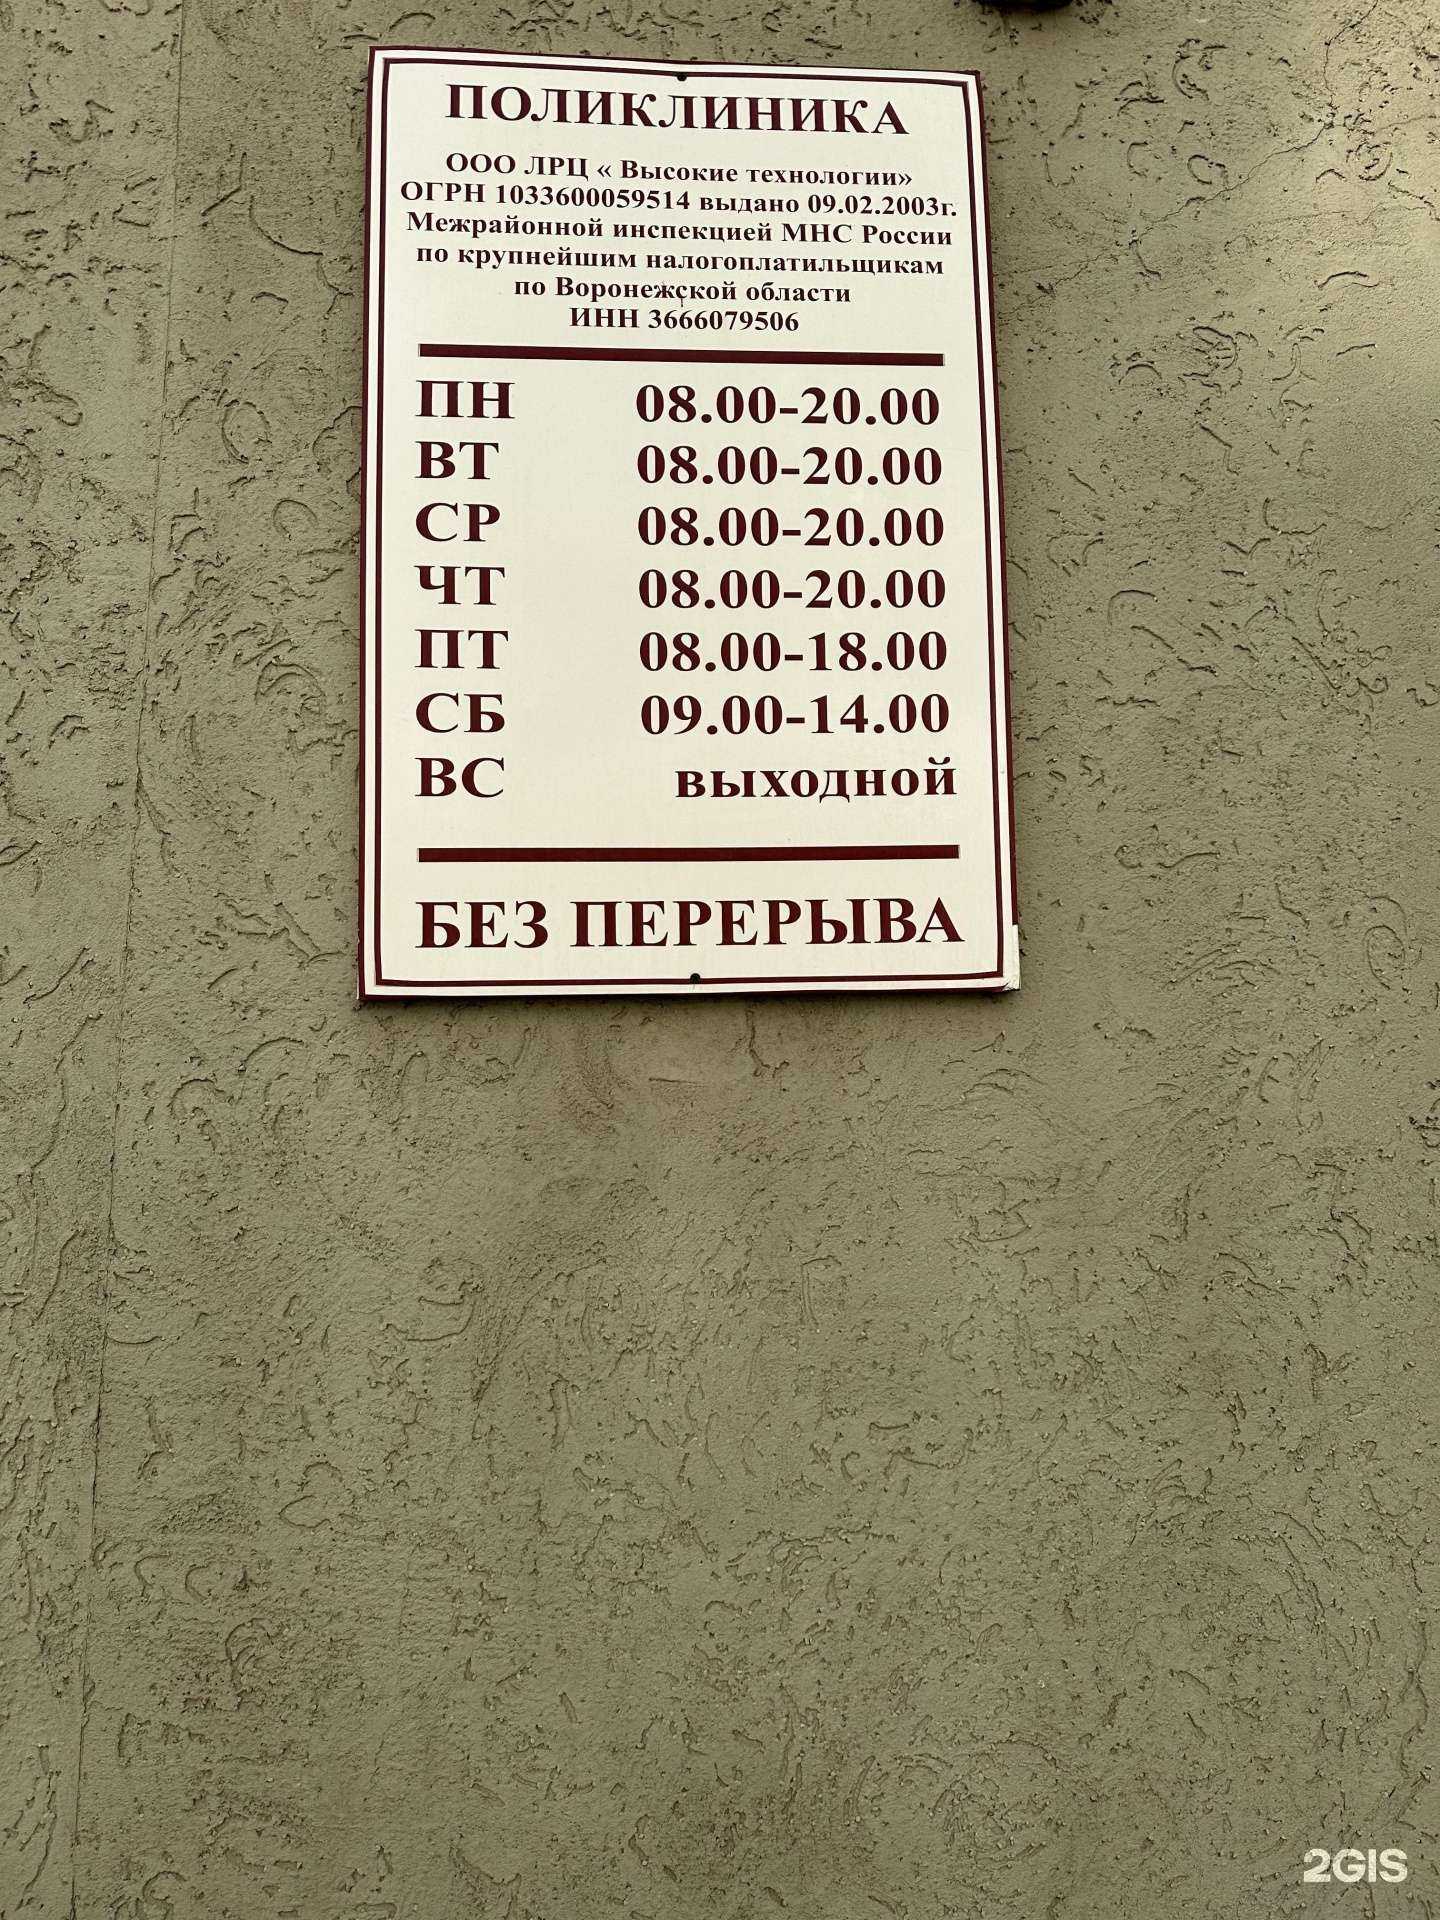 ПОЛИКЛИНИКА
ООО ЛРЦ « Высокие технологии»
ОГРН 1033600059514 выдано 09.02.2003г.
Межрайонной инспекцией МНС России
по крупнейшим налогоплатильщикам
по Воронежской области
ИНН 3666079506
ПН 08.00-20.00
ВТ 08.00-20.00
СР 08.00-20.00
ЧТ 08.00-20.00
ПТ 08.00-18.00
СБ 09.00-14.00
ВС выходной
БЕЗ ПЕРЕРЫВА
2GIS